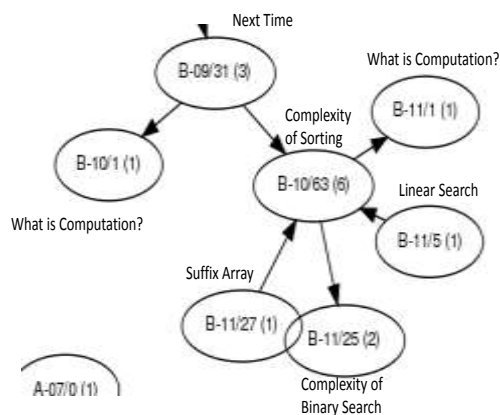 Next Time
B-09/31 (3)
What is Computation?
B-11/1 (1)
Complexity
of Sorting
B-10/1 (1)
B-10/63 (6)
Linear Search
What is Computation?
B-11/5 (1)
Suffix Array
B-11/27 (1)
B-11/25 (2)
A-07/0 (1)
Complexity of
Binary Search